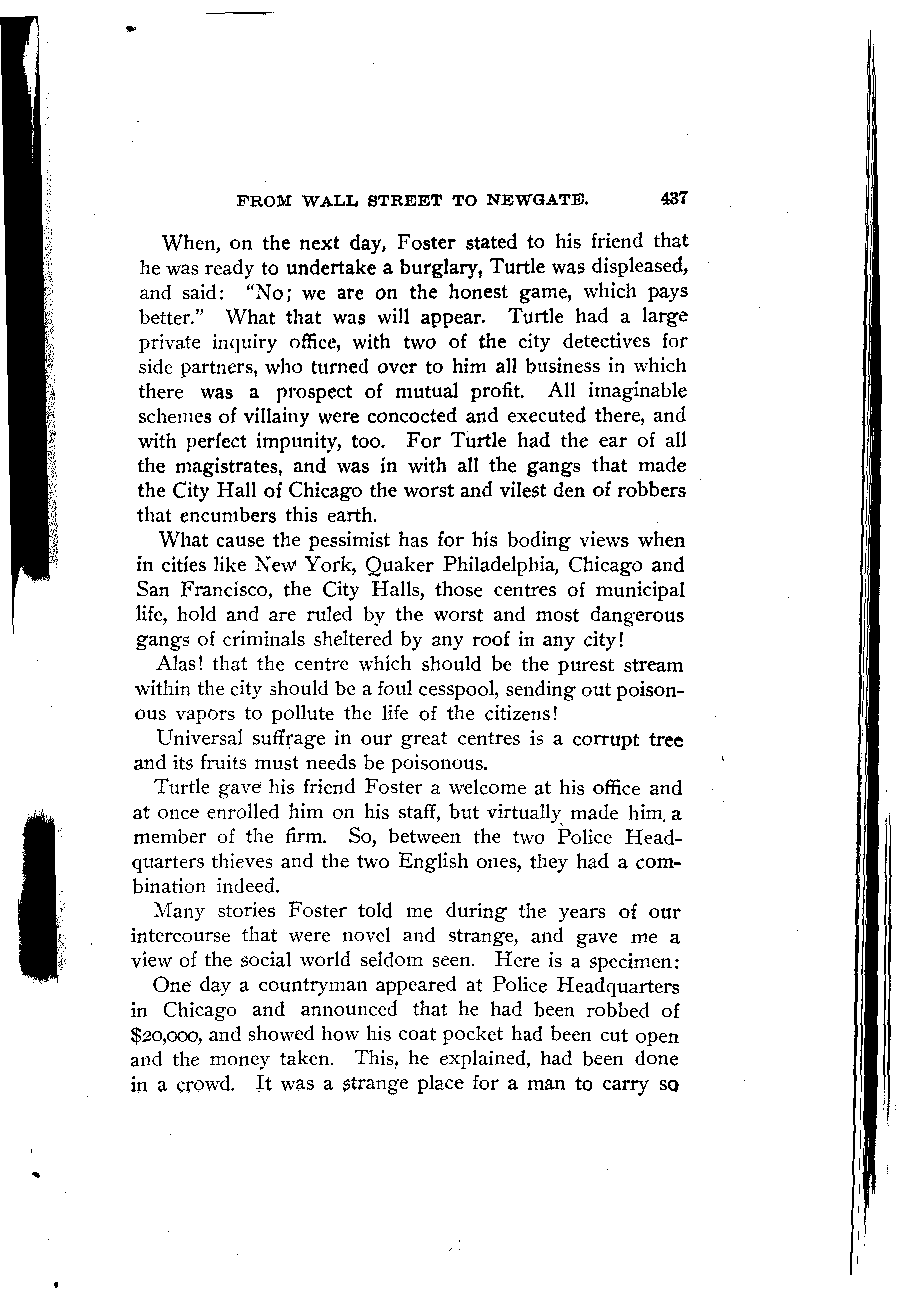 FROM WALL STREET TO NEWGATE. 437
When, on the next day, Foster stated to his friend that
he was ready to undertake a burglary, Turtle was displeased,
and said: "No; we are on the honest game, which pays
better." What that was will appear. Turtle had a large
private inquiry office, with two of the city detectives for
side partners, who turned over to him all business in which
there was a prospect of mutual profit. All imaginable
schemes of villainy were concocted and executed there, and
with perfect impunity, too. For Turtle had the ear of all
the magistrates, and was in with all the gangs that made
the City Hall of Chicago the worst and vilest den of robbers
that encumbers this earth.
What cause the pessimist has for his boding views when
in cities like New York, Quaker Philadelphia, Chicago and
San Francisco, the City Halls, those centres of municipal
life, hold and are ruled by the worst and most dangerous
gangs of criminals sheltered by any roof in any city!
Alas! that the centre which should be the purest stream
within the city should be a foul cesspool, sending out poison-
ous vapors to pollute the life of the citizens!
Universal suffrage in our great centres is a corrupt tree
and its fruits must needs be poisonous.
Turtle gave his friend Foster a welcome at his office and
at once enrolled him on his staff, but virtually made him a
member of the firm. So, between the two Police Head-
quarters thieves and the two English ones, they had a com-
bination indeed.
Many stories Foster told me during the years of our
intercourse that were novel and strange, and gave me a
view of the social world seldom seen. Here is a specimen:
One day a countryman appeared at Police Headquarters
in Chicago and announced that he had been robbed of
$20,000, and showed how his coat pocket had been cut open
and the money taken. This, he explained, had been done
in a crowd. It was a strange place for a man to carry so